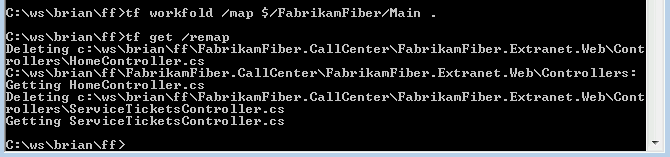 C:\ws\brian\ff>tf workfold /map $/FabrikamFiber/Main .
C:\ws\brian\ff>tf get /remap
Deleting c:\ws\brian\ff\FabrikamFiber.CallCenter\FabrikamFiber.Extranet.Web\Cont
rollers\HomeController.cs
C:\ws\brian\ff\FabrikamFiber.CallCenter\FabrikamFiber.Extranet.Web\Controllers:
Getting HomeController.cs
Deleting c:\ws\brian\ff\FabrikamFiber.CallCenter\FabrikamFiber.Extranet.Web\Cont
rollers\ServiceTicketsController.cs
Getting ServiceTicketsController.cs
C:\ws\brian\ff>